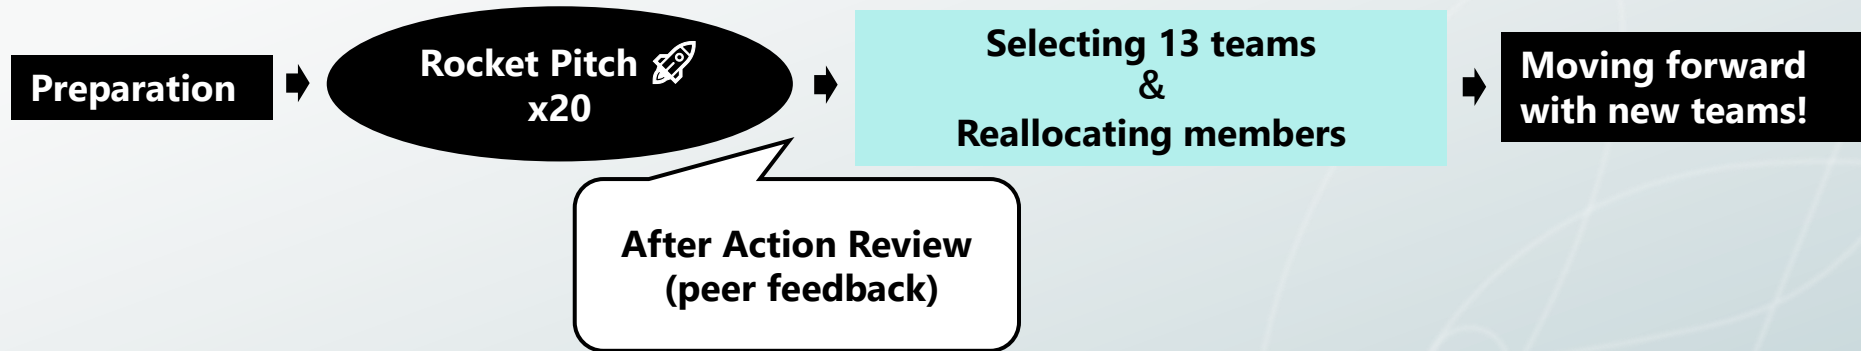 Preparation
Rocket Pitch
x20
Selecting 13 teams
&
Reallocating members
Moving forward
with new teams!
After Action Review
(peer feedback)